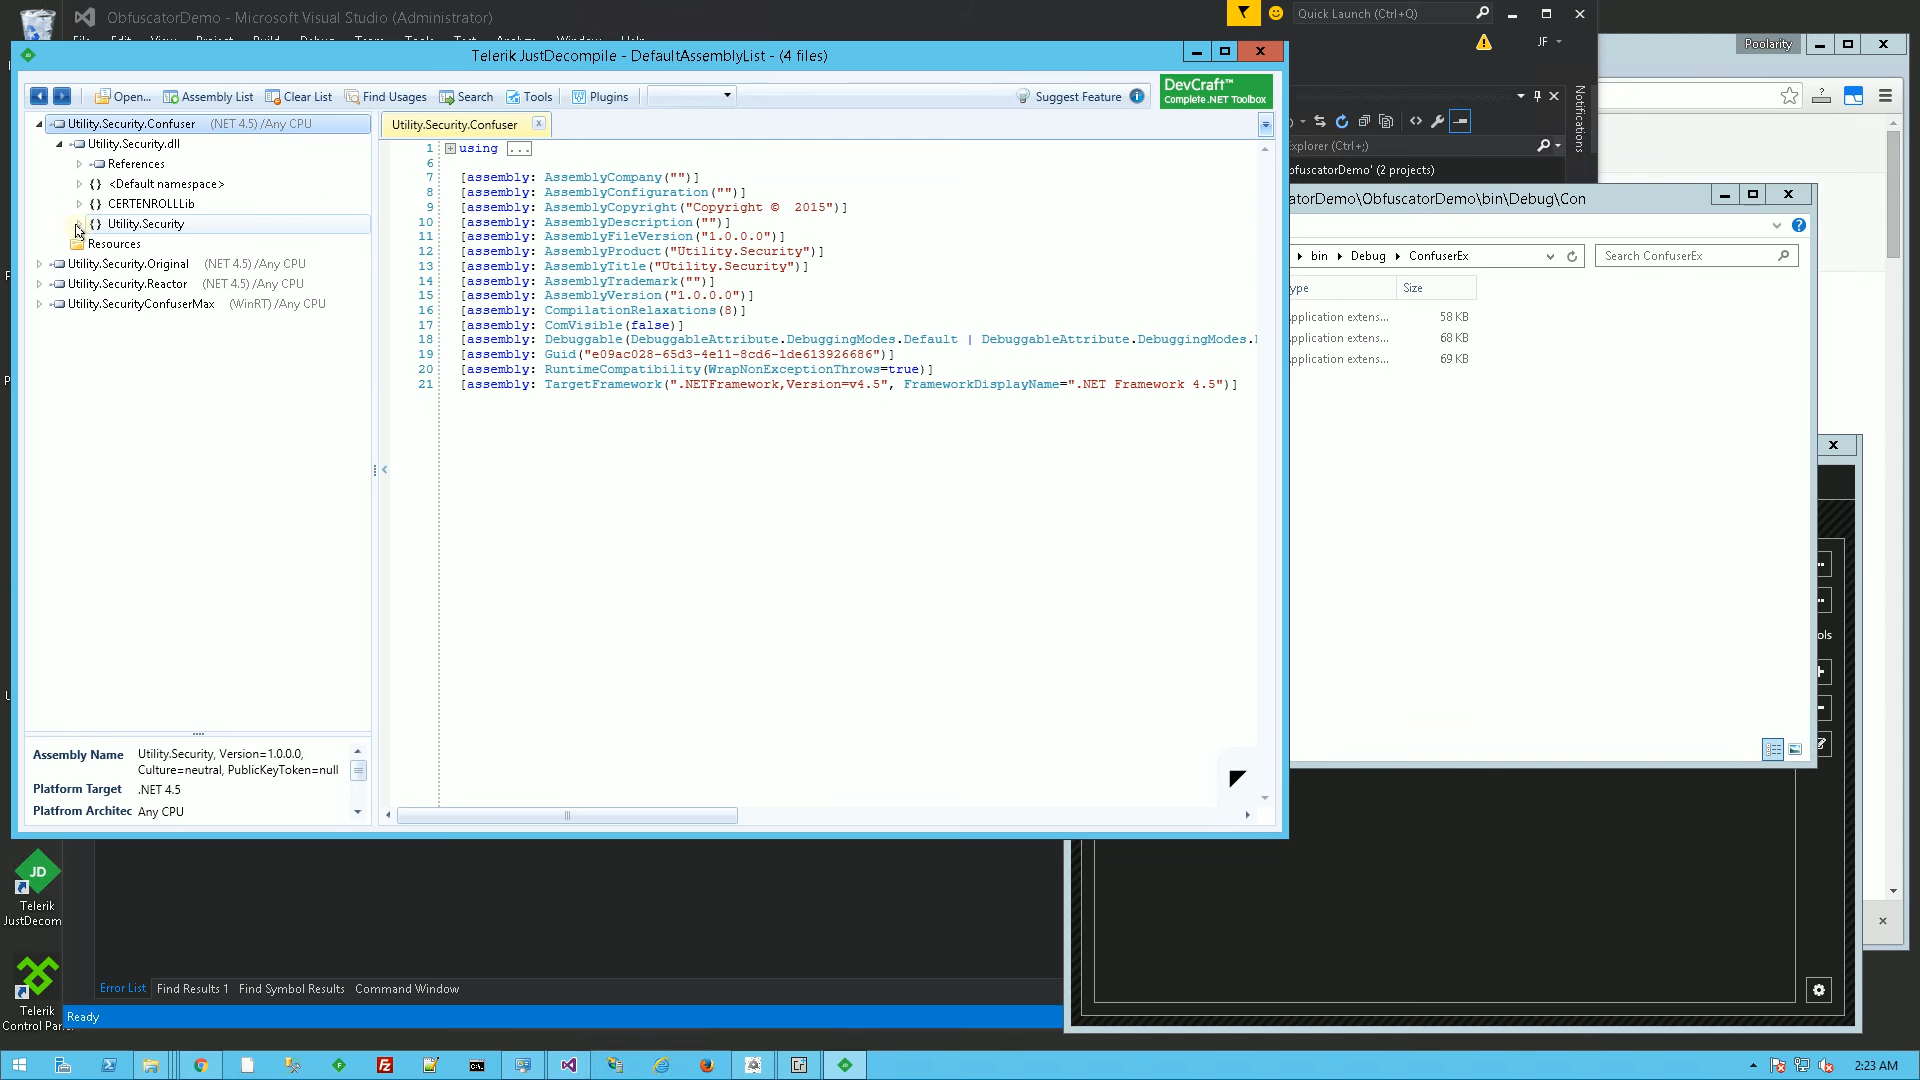 ObfuscatorDemo - Microsoft Visual Studio (Administrator)
Quick Launch (Ctrl+Q)
JF
Poolarity
Telerik JustDecompile - DefaultAssemblyList - (4 files)
Open...
Assembly List
Clear List
Find Usages
Search
Tools
Plugins
Suggest Feature
DevCraft™
Complete .NET Toolbox
Utility.Security.Confuser (NET 4.5) /Any CPU
Utility.Security.dll
References
{} <Default namespace>
{} CERTENROLLLib
{} Utility.Security
Resources
Utility.Security.Original (NET 4.5) /Any CPU
Utility.Security.Reactor (NET 4.5) /Any CPU
Utility.SecurityConfuserMax (WinRT) /Any CPU
Utility.Security.Confuser
1 using ...
6
7 [assembly: AssemblyCompany("")]
8 [assembly: AssemblyConfiguration("")]
9 [assembly: AssemblyCopyright("Copyright ©  2015")]
10 [assembly: AssemblyDescription("")]
11 [assembly: AssemblyFileVersion("1.0.0.0")]
12 [assembly: AssemblyProduct("Utility.Security")]
13 [assembly: AssemblyTitle("Utility.Security")]
14 [assembly: AssemblyTrademark("")]
15 [assembly: AssemblyVersion("1.0.0.0")]
16 [assembly: CompilationRelaxations(8)]
17 [assembly: ComVisible(false)]
18 [assembly: Debuggable(DebuggableAttribute.DebuggingModes.Default | DebuggableAttribute.DebuggingModes.
19 [assembly: Guid("e09ac028-65d3-4e11-8cd6-1de613926686")]
20 [assembly: RuntimeCompatibility(WrapNonExceptionThrows=true)]
21 [assembly: TargetFramework(".NETFramework,Version=v4.5", FrameworkDisplayName=".NET Framework 4.5")]
Assembly Name Utility.Security, Version=1.0.0.0,
Culture=neutral, PublicKeyToken=null
Platform Target .NET 4.5
Platfrom Architec Any CPU
Notifications
xplorer (Ctrl+;)
bfuscatorDemo' (2 projects)
atorDemo\ObfuscatorDemo\bin\Debug\Con
bin Debug ConfuserEx
Search ConfuserEx
ype Size
pplication extens... 58 KB
pplication extens... 68 KB
pplication extens... 69 KB
ols
JD
Telerik
JustDecom
Telerik
Control Pan
Error List
Find Results 1
Find Symbol Results
Command Window
Ready
2:23 AM